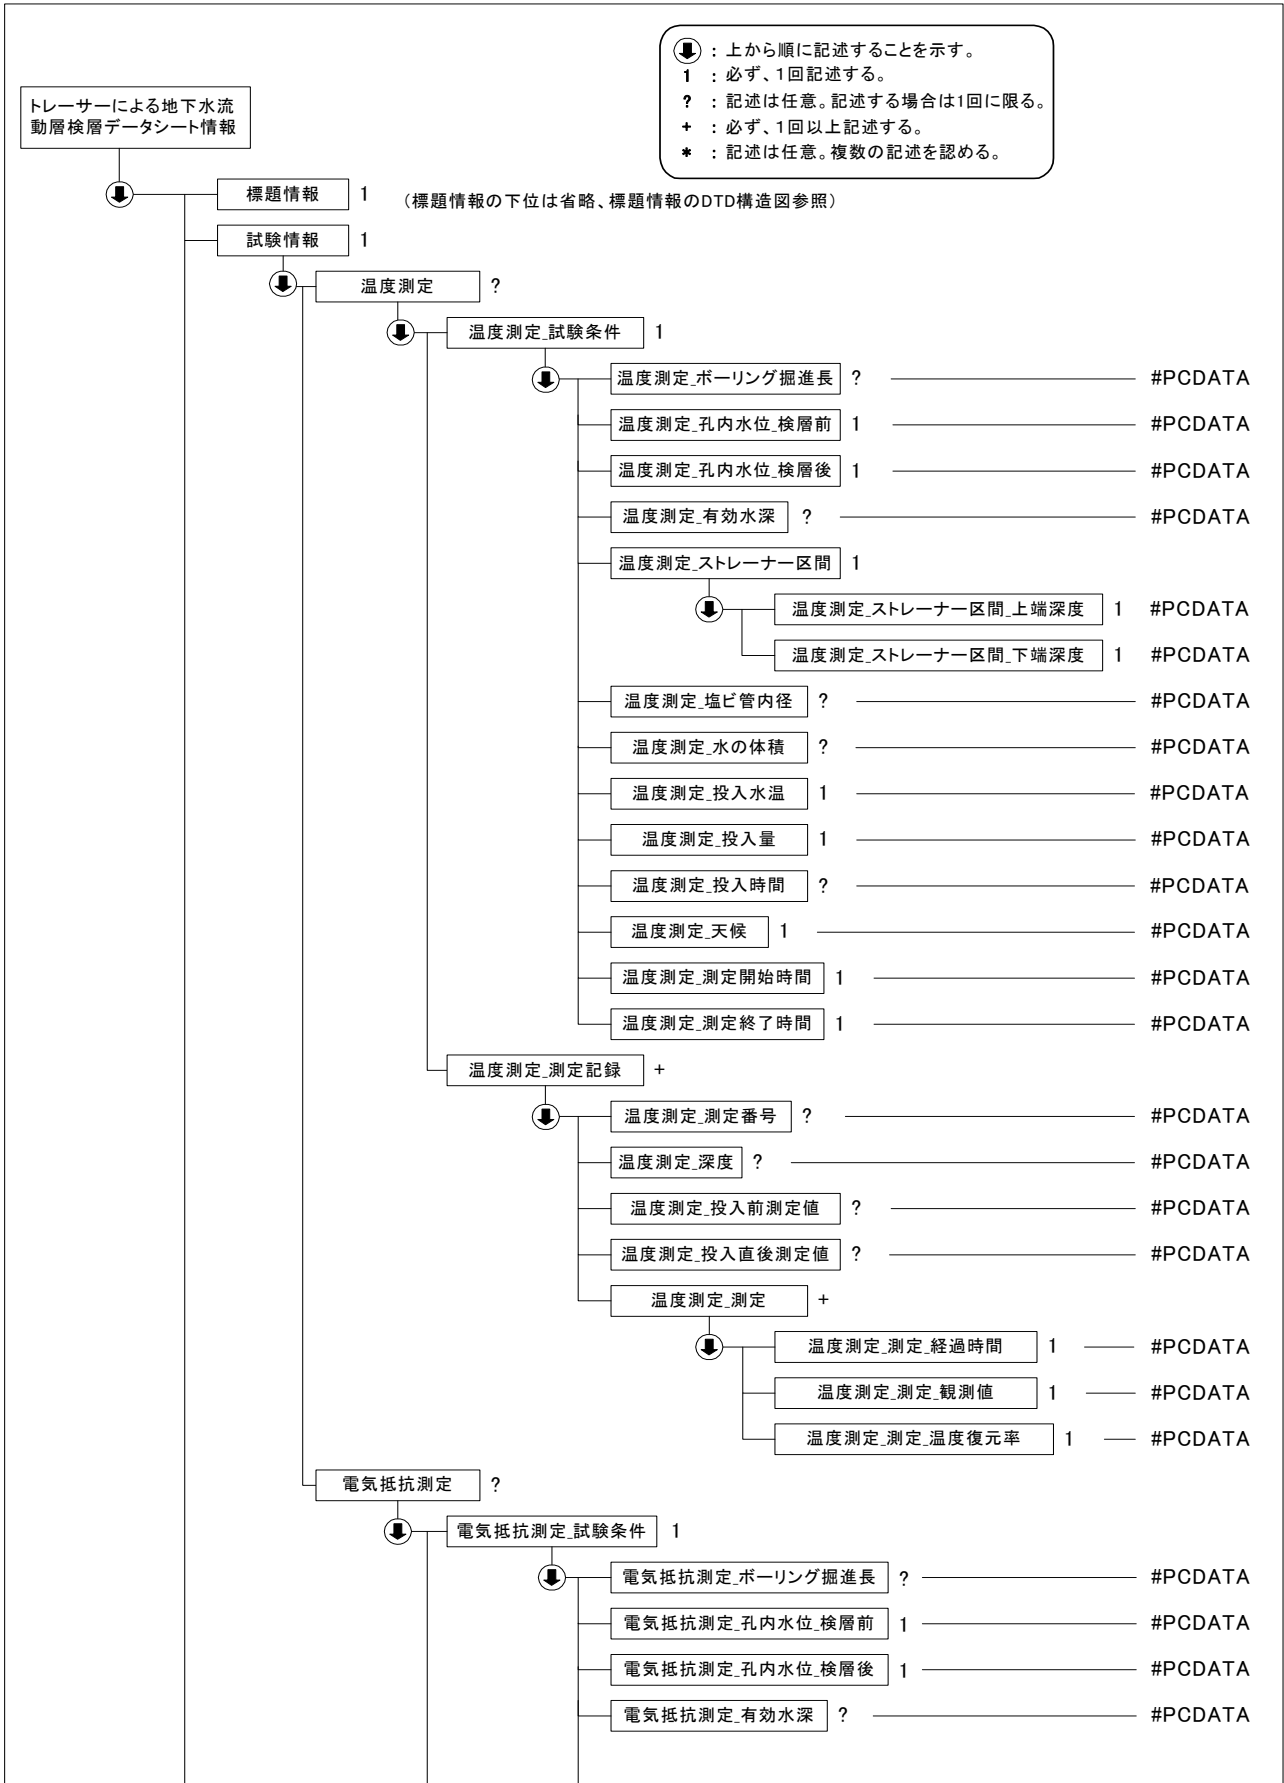 ：上から順に記述することを示す。
1 ：必ず、1回記述する。
? ：記述は任意。記述する場合は1回に限る。
+ ：必ず、1回以上記述する。
* ：記述は任意。複数の記述を認める。
トレーサーによる地下水流
動層検層データシート情報
標題情報 1 （標題情報の下位は省略、標題情報のDTD構造図参照）
試験情報 1
温度測定 ?
温度測定_試験条件 1
温度測定_ボーリング掘進長 ? #PCDATA
温度測定_孔内水位_検層前 1 #PCDATA
温度測定_孔内水位_検層後 1 #PCDATA
温度測定_有効水深 ? #PCDATA
温度測定_ストレーナー区間 1
温度測定_ストレーナー区間_上端深度 1 #PCDATA
温度測定_ストレーナー区間_下端深度 1 #PCDATA
温度測定_塩ビ管内径 ? #PCDATA
温度測定_水の体積 ? #PCDATA
温度測定_投入水温 1 #PCDATA
温度測定_投入量 1 #PCDATA
温度測定_投入時間 ? #PCDATA
温度測定_天候 1 #PCDATA
温度測定_測定開始時間 1 #PCDATA
温度測定_測定終了時間 1 #PCDATA
温度測定_測定記録 +
温度測定_測定番号 ? #PCDATA
温度測定_深度 ? #PCDATA
温度測定_投入前測定値 ? #PCDATA
温度測定_投入直後測定値 ? #PCDATA
温度測定_測定 +
温度測定_測定_経過時間 1 #PCDATA
温度測定_測定_観測値 1 #PCDATA
温度測定_測定_温度復元率 1 #PCDATA
電気抵抗測定 ?
電気抵抗測定_試験条件 1
電気抵抗測定_ボーリング掘進長 ? #PCDATA
電気抵抗測定_孔内水位_検層前 1 #PCDATA
電気抵抗測定_孔内水位_検層後 1 #PCDATA
電気抵抗測定_有効水深 ? #PCDATA